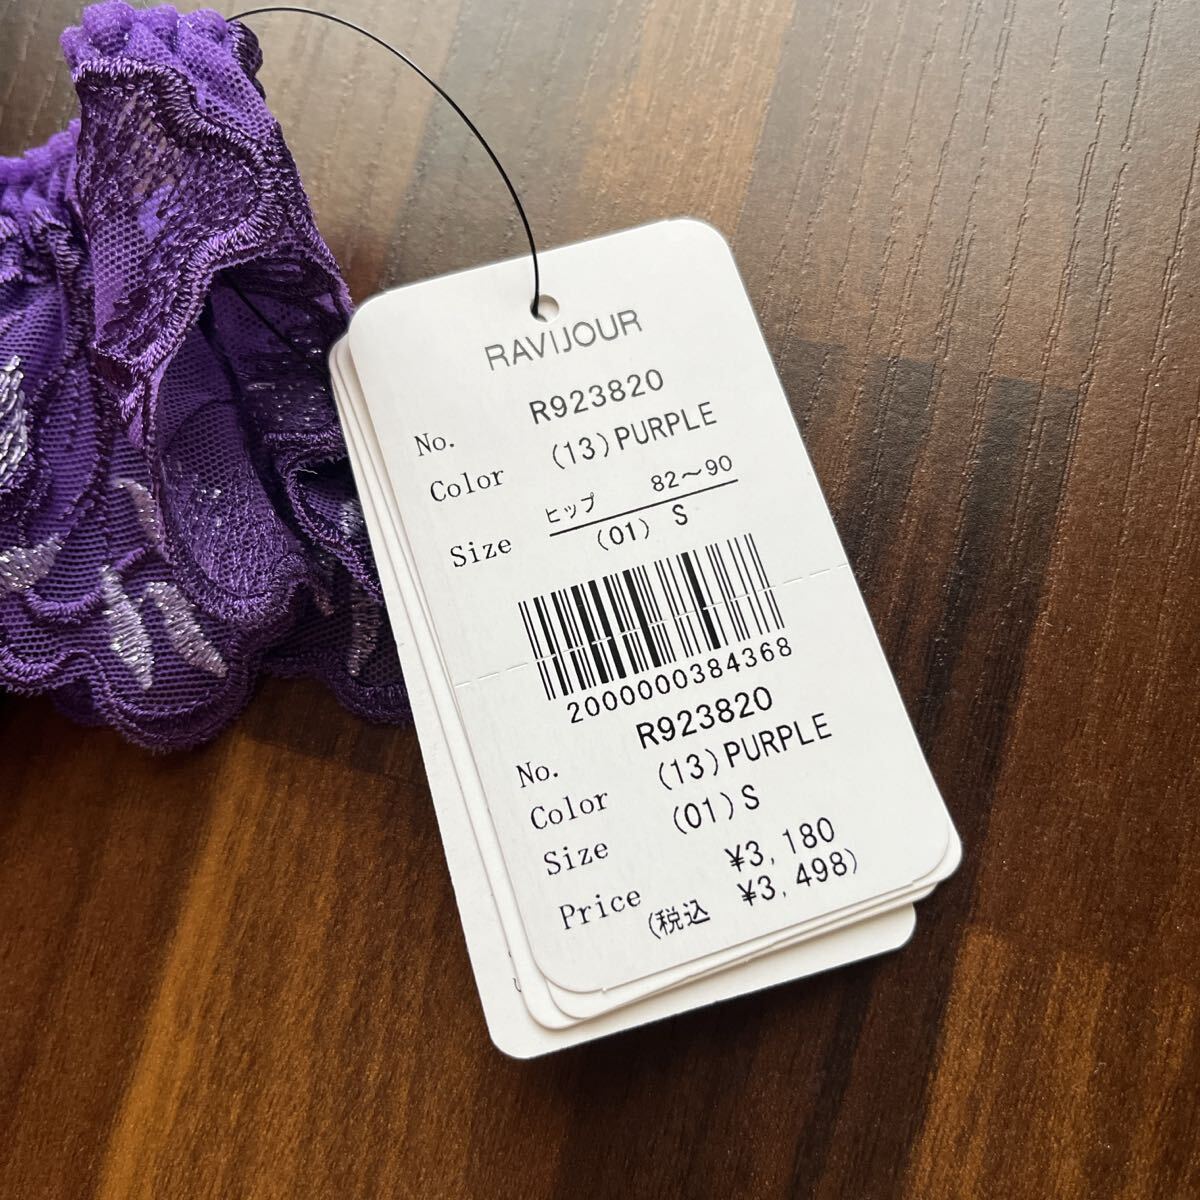 RAVIJOUR
No. R923820
Color (13)PURPLE
ヒップ 82～90
Size (01) S
2000000384368
No. R923820
Color (13)PURPLE
Size (01)S
Price ¥3,180
(税込 ¥3,498)